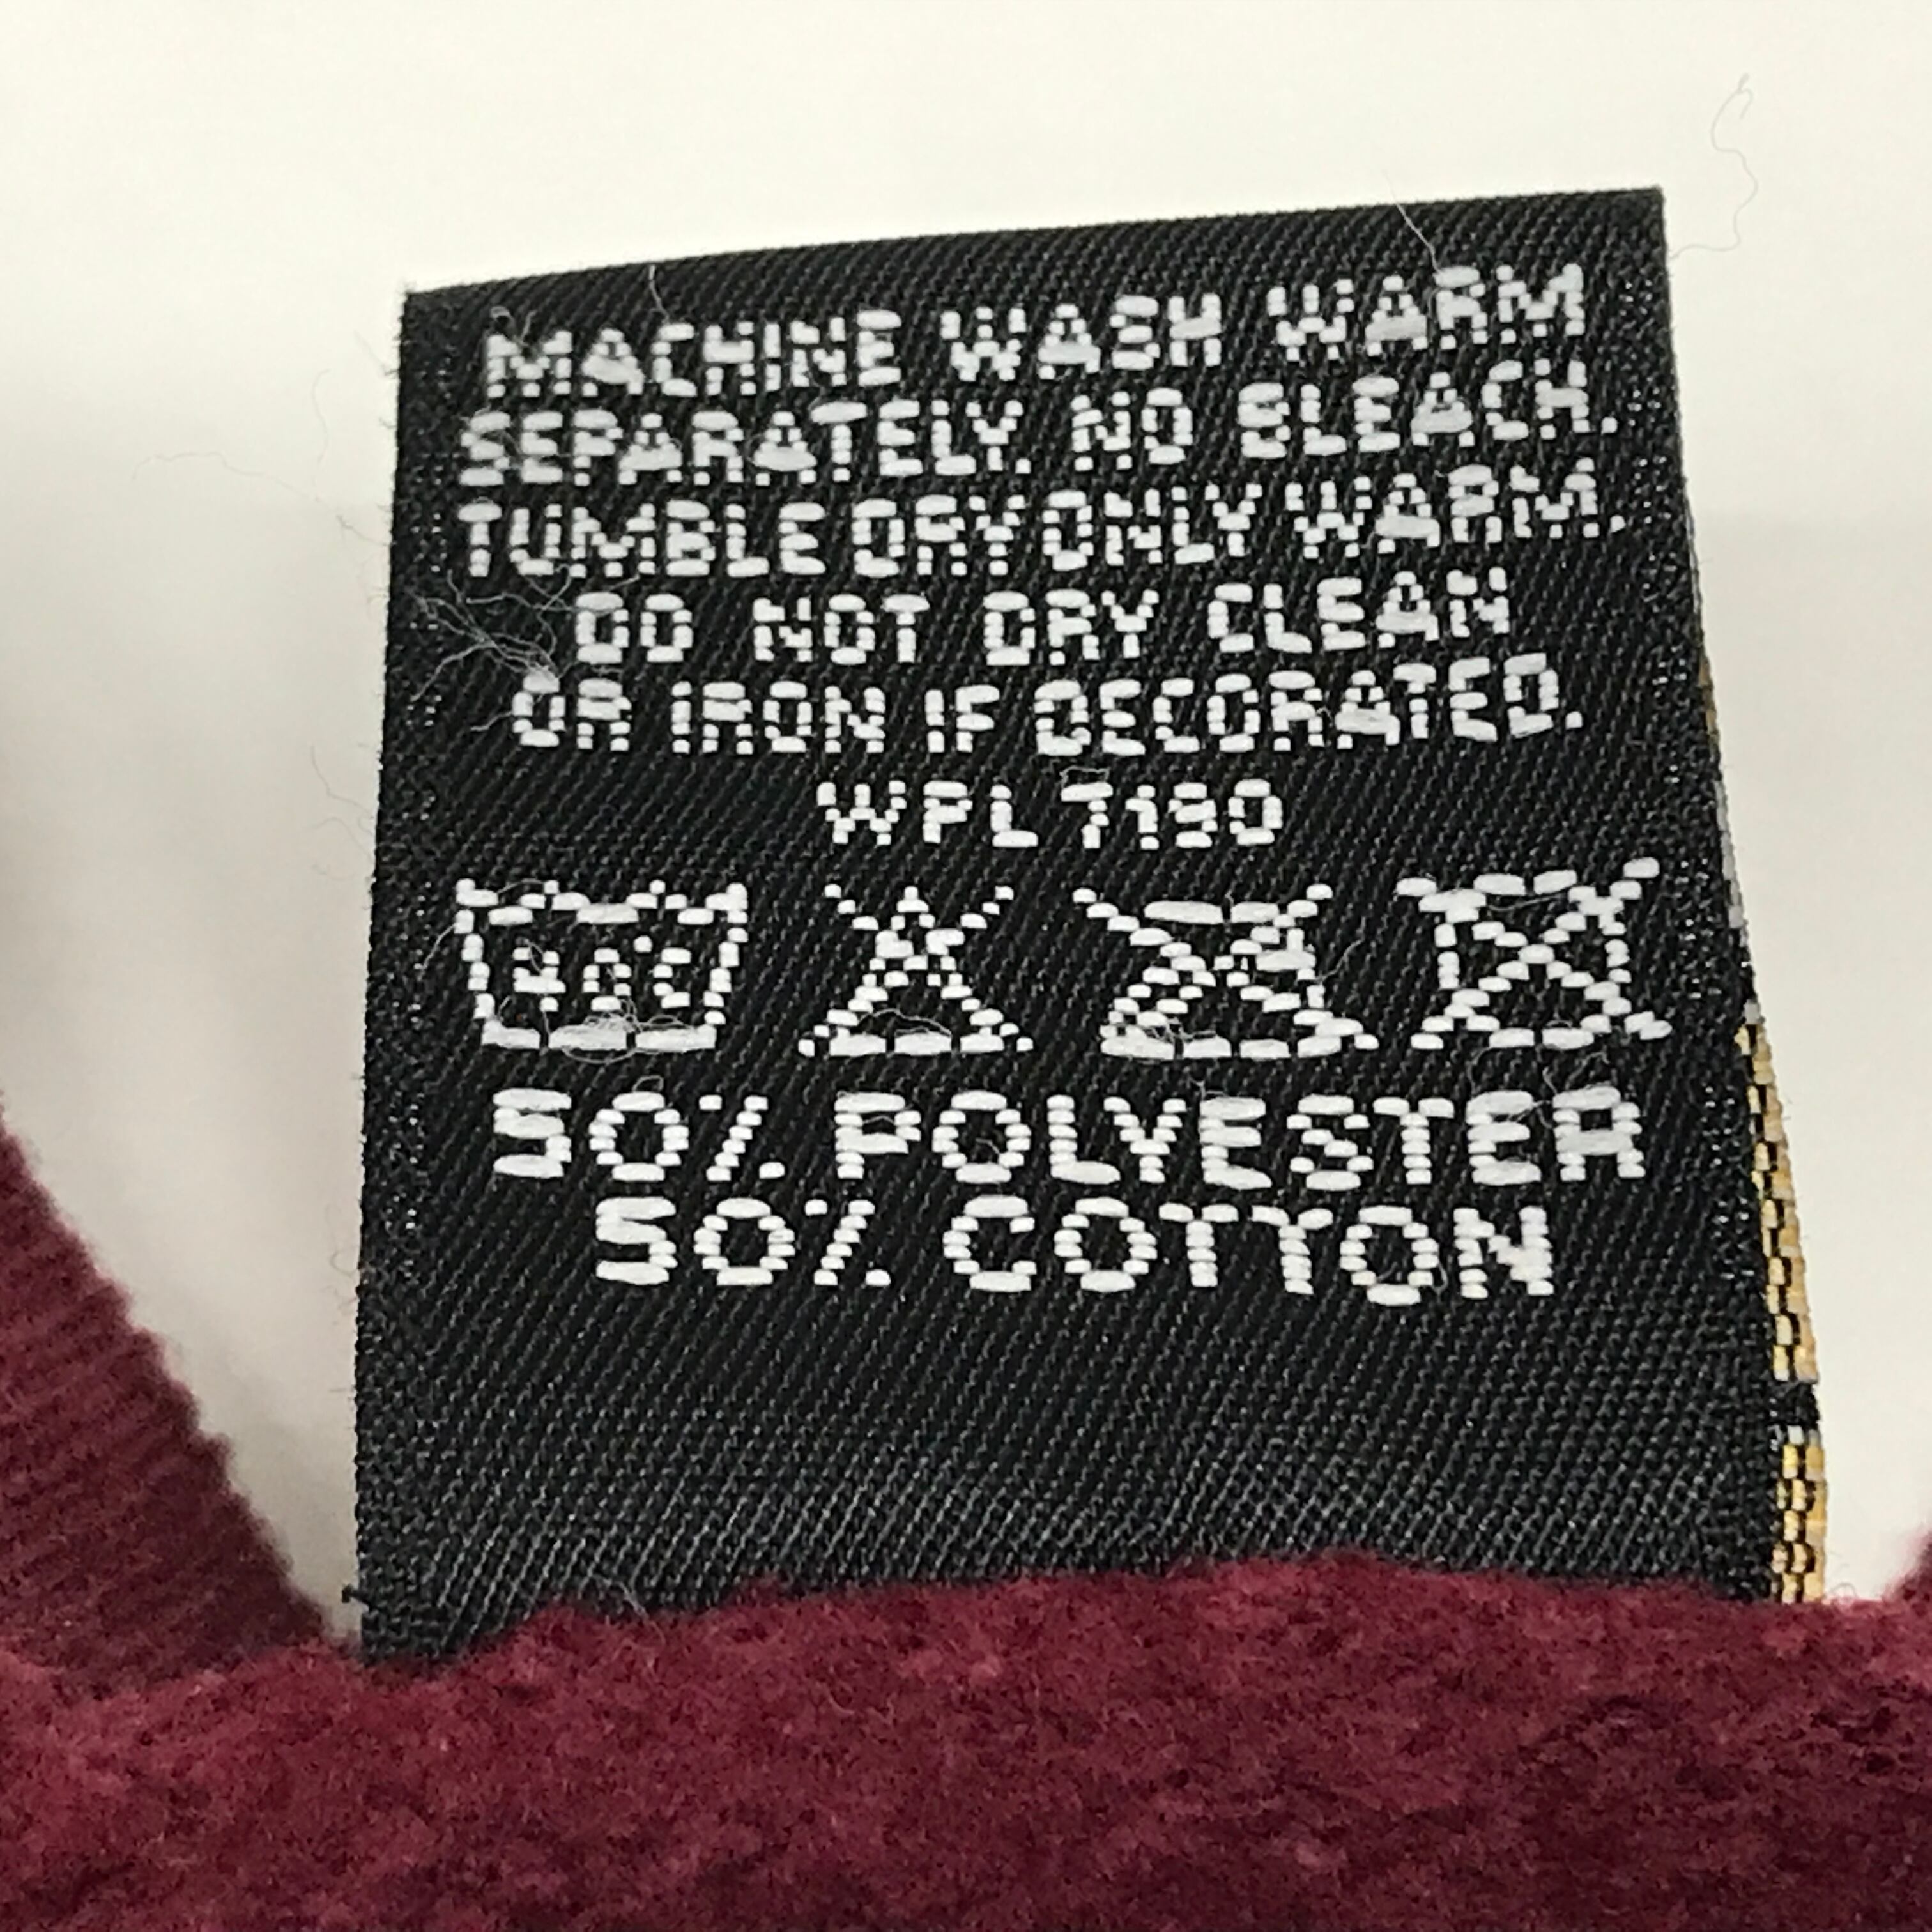 MACHINE WASH WARM
SEPARATELY. NO BLEACH.
TUMBLE DRY ONLY WARM.
DO NOT DRY CLEAN
OR IRON IF DECORATED.
WPL 7190
40°C
50% POLYESTER
50% COTTON